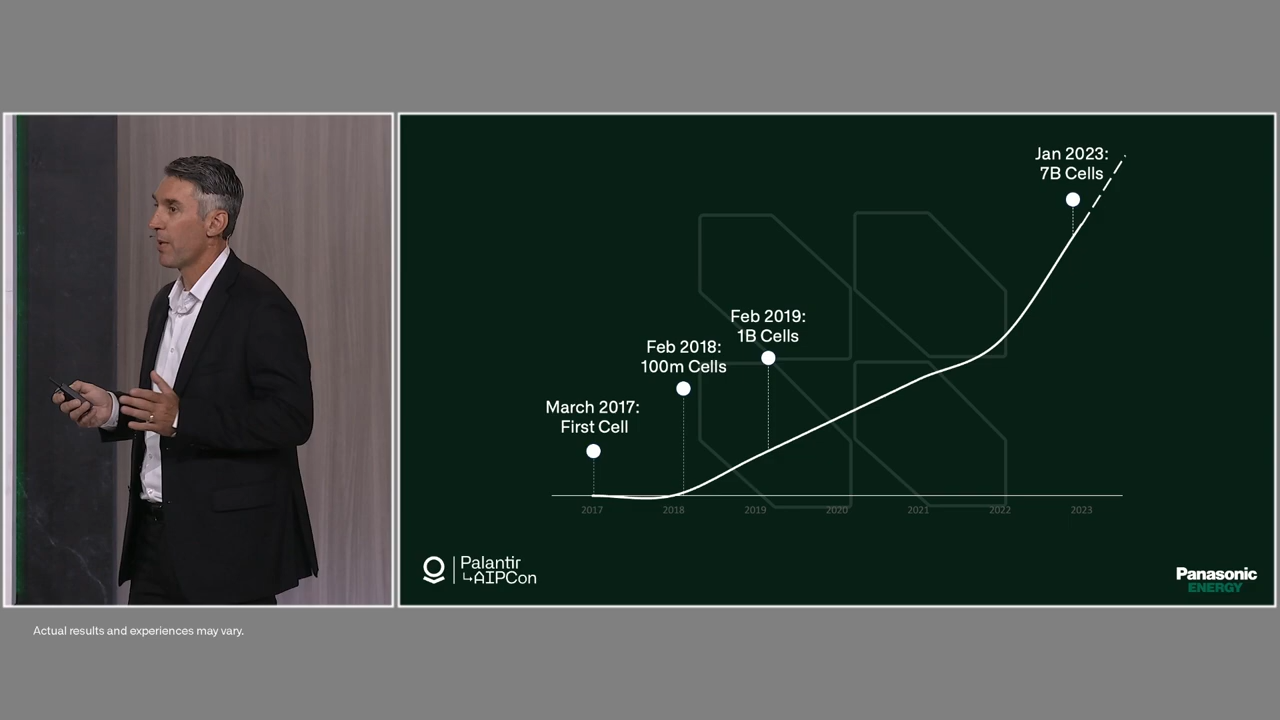 Jan 2023:
7B Cells
Feb 2019:
1B Cells
Feb 2018:
100m Cells
March 2017:
First Cell
2017 2018 2019 2020 2021 2022 2023
Palantir
AIPCon
Panasonic
ENERGY
Actual results and experiences may vary.